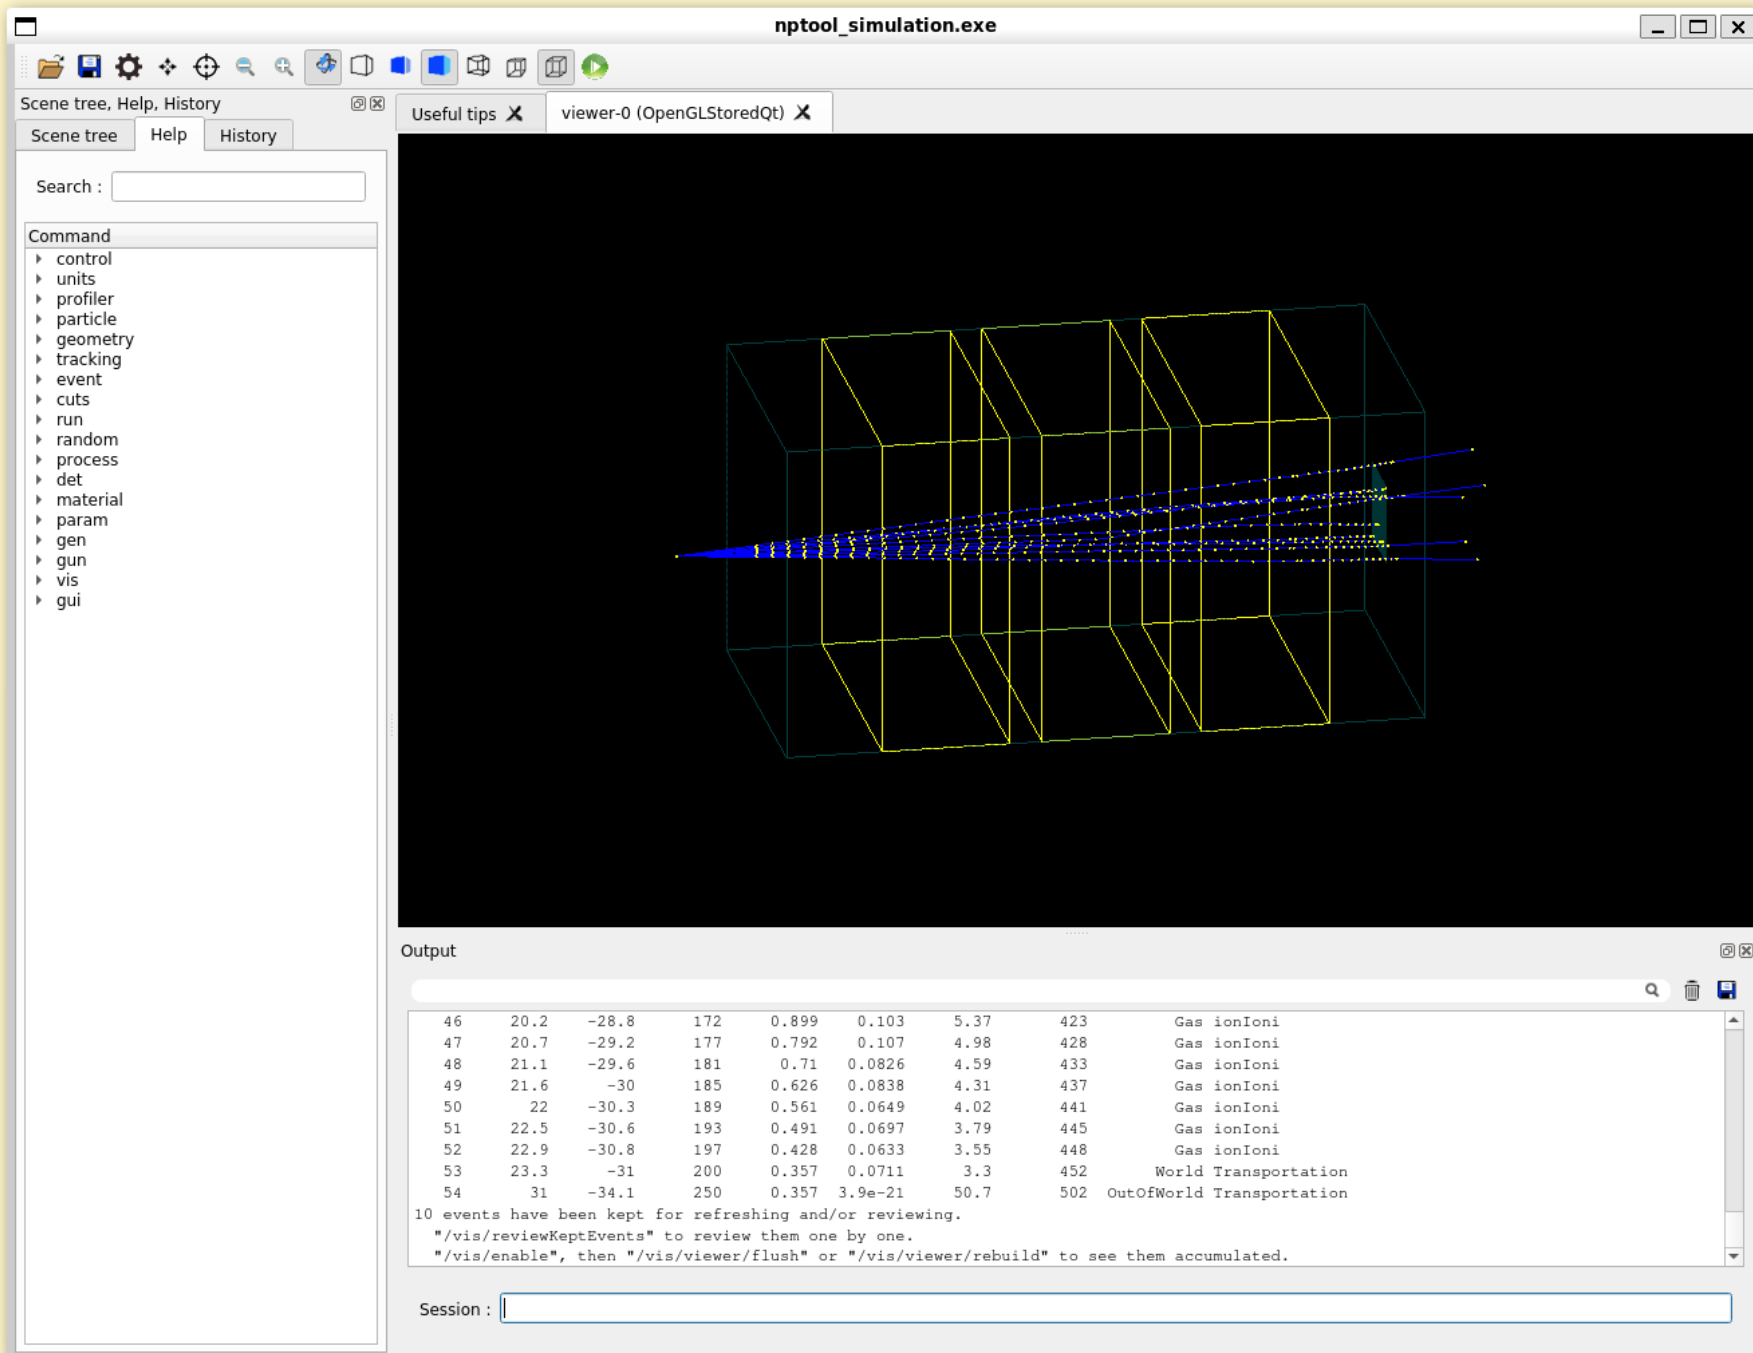 nptool_simulation.exe
Scene tree, Help, History
Scene tree Help History
Search :
Command
control
units
profiler
particle
geometry
tracking
event
cuts
run
random
process
det
material
param
gen
gun
vis
gui
Useful tips viewer-0 (OpenGLStoredQt)
Output
46 20.2 -28.8 172 0.899 0.103 5.37 423 Gas ionIoni
47 20.7 -29.2 177 0.792 0.107 4.98 428 Gas ionIoni
48 21.1 -29.6 181 0.71 0.0826 4.59 433 Gas ionIoni
49 21.6 -30 185 0.626 0.0838 4.31 437 Gas ionIoni
50 22 -30.3 189 0.561 0.0649 4.02 441 Gas ionIoni
51 22.5 -30.6 193 0.491 0.0697 3.79 445 Gas ionIoni
52 22.9 -30.8 197 0.428 0.0633 3.55 448 Gas ionIoni
53 23.3 -31 200 0.357 0.0711 3.3 452 World Transportation
54 31 -34.1 250 0.357 3.9e-21 50.7 502 OutOfWorld Transportation
10 events have been kept for refreshing and/or reviewing.
"/vis/reviewKeptEvents" to review them one by one.
"/vis/enable", then "/vis/viewer/flush" or "/vis/viewer/rebuild" to see them accumulated.
Session :